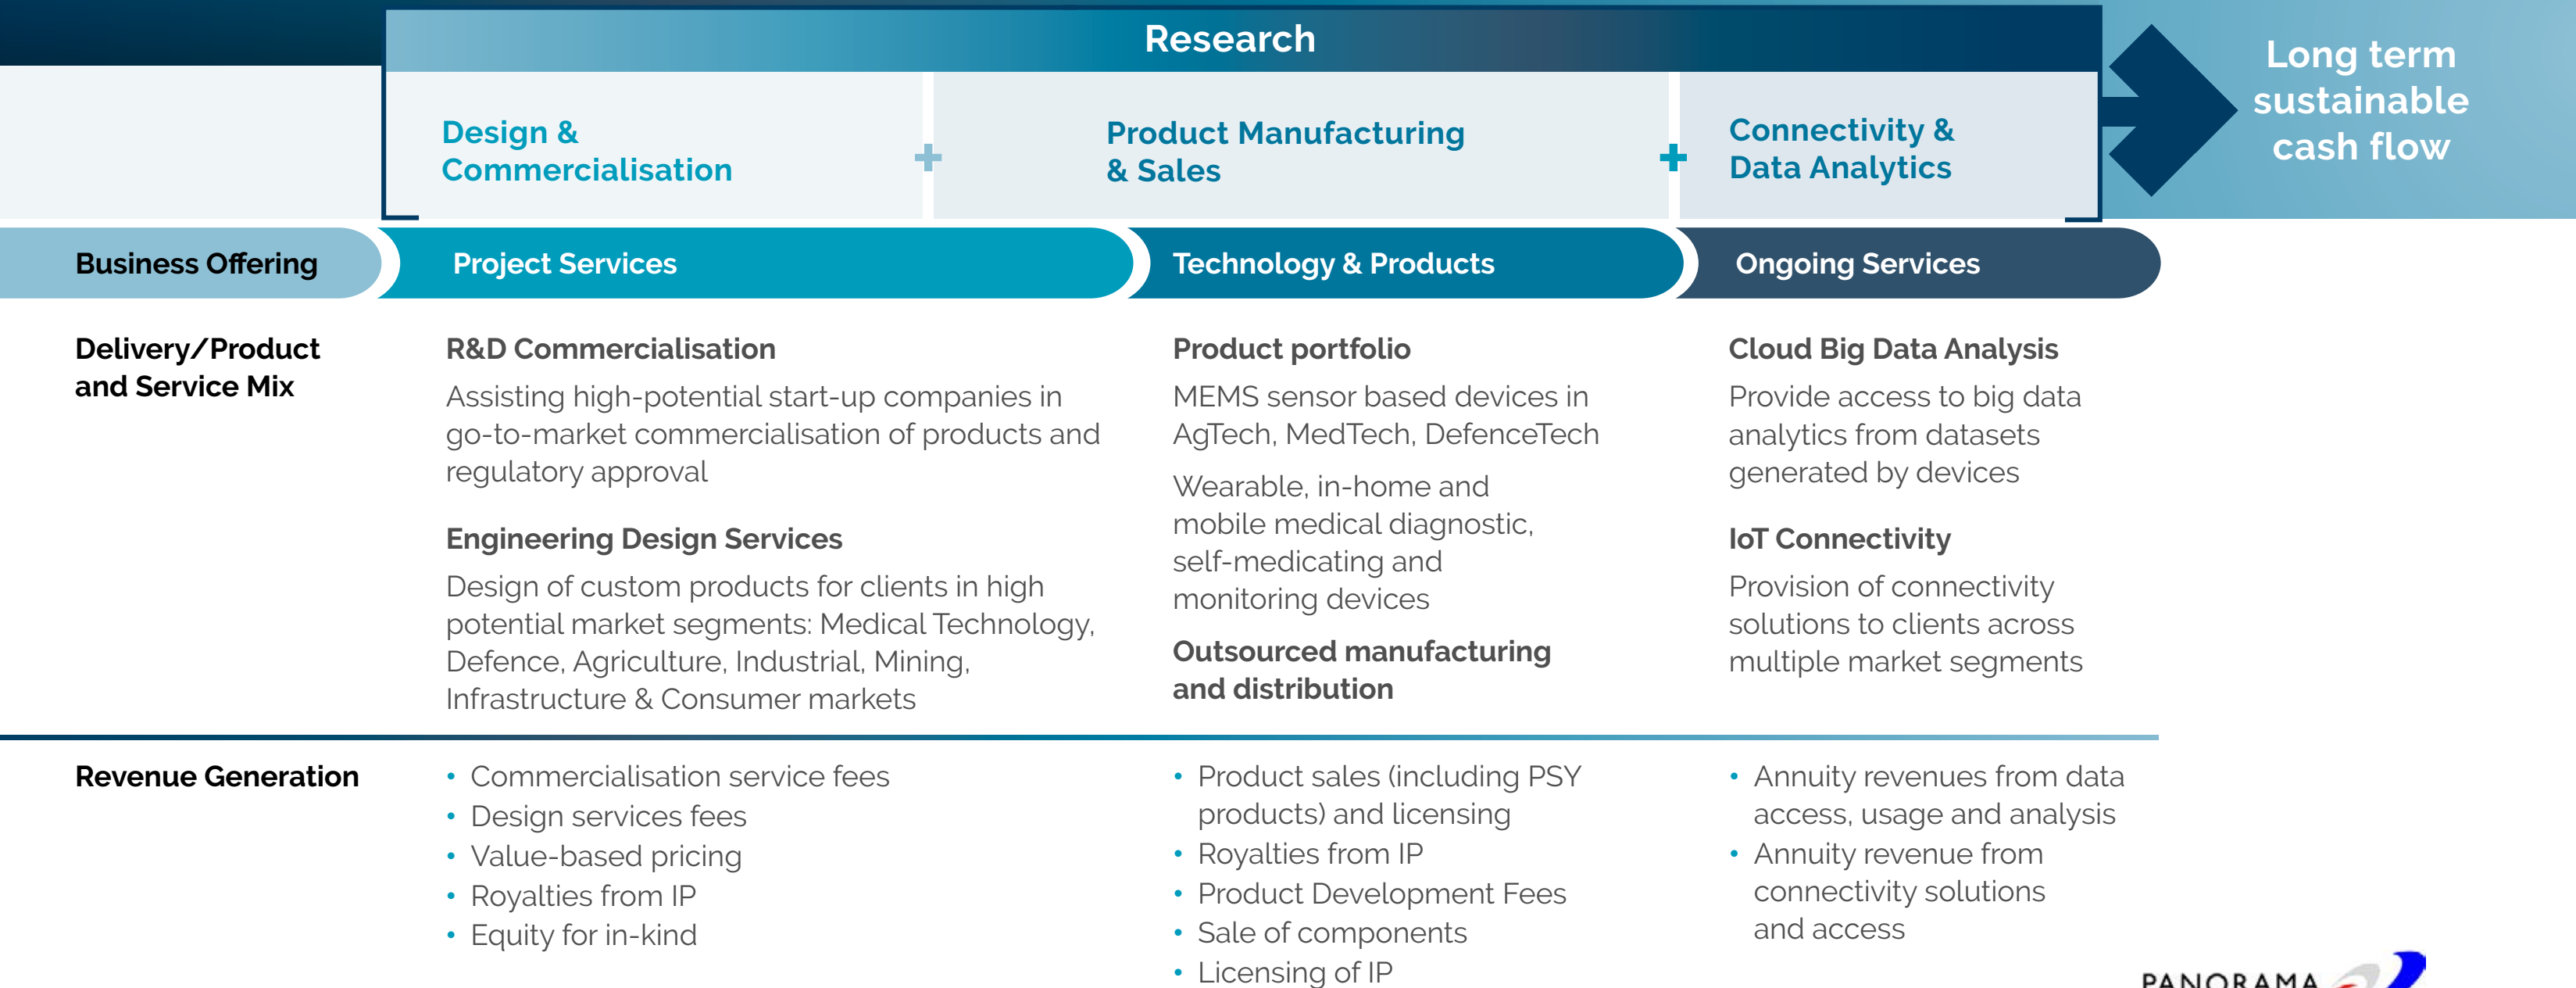 Research
Long term
sustainable
cash flow
Design &
Commercialisation
+
Product Manufacturing
& Sales
+
Connectivity &
Data Analytics
Business Offering
Project Services
Technology & Products
Ongoing Services
Delivery/Product
and Service Mix
R&D Commercialisation
Assisting high-potential start-up companies in
go-to-market commercialisation of products and
regulatory approval
Engineering Design Services
Design of custom products for clients in high
potential market segments: Medical Technology,
Defence, Agriculture, Industrial, Mining,
Infrastructure & Consumer markets
Product portfolio
MEMS sensor based devices in
AgTech, MedTech, DefenceTech
Wearable, in-home and
mobile medical diagnostic,
self-medicating and
monitoring devices
Outsourced manufacturing
and distribution
Cloud Big Data Analysis
Provide access to big data
analytics from datasets
generated by devices
IoT Connectivity
Provision of connectivity
solutions to clients across
multiple market segments
Revenue Generation
• Commercialisation service fees
• Design services fees
• Value-based pricing
• Royalties from IP
• Equity for in-kind
• Product sales (including PSY
products) and licensing
• Royalties from IP
• Product Development Fees
• Sale of components
• Licensing of IP
• Annuity revenues from data
access, usage and analysis
• Annuity revenue from
connectivity solutions
and access
PANORAMA